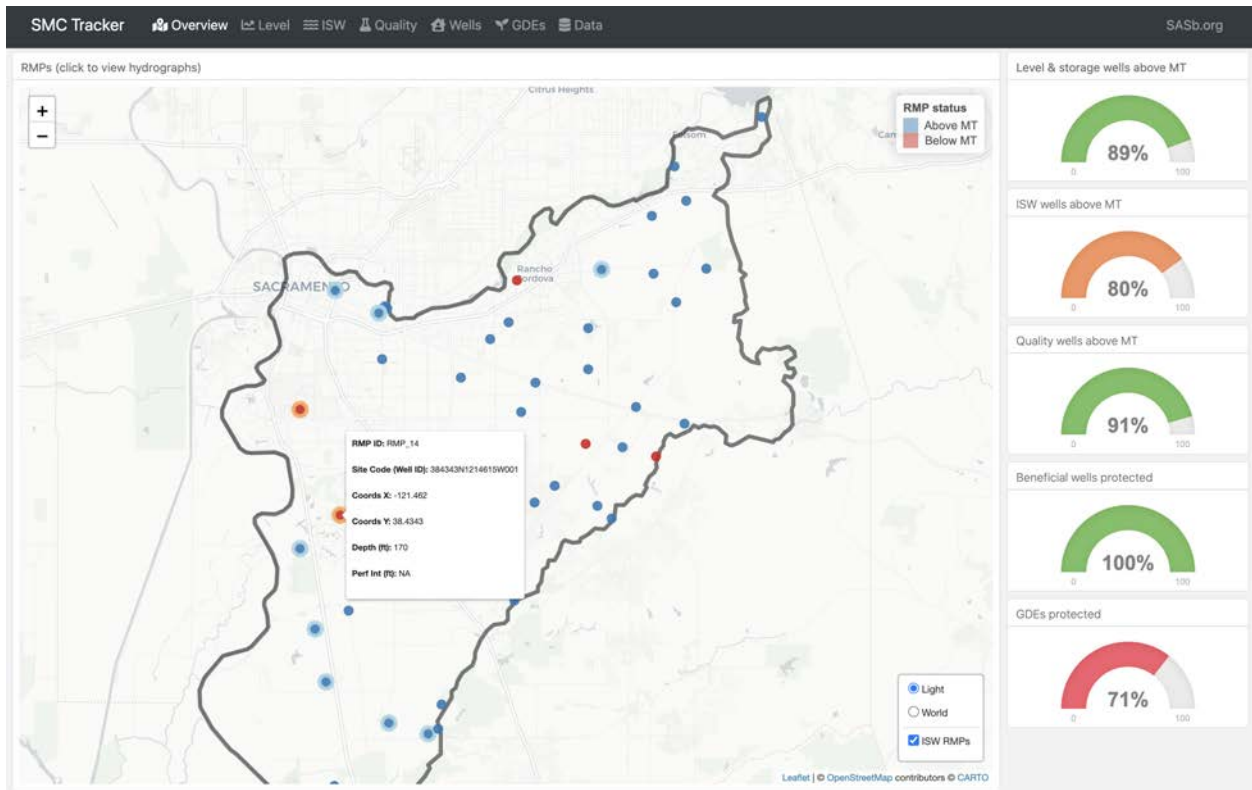 SMC Tracker Overview Level ISW Quality Wells GDEs Data SASb.org
RMPs (click to view hydrographs)
+
−
Citrus Heights
Folsom
RMP status
Above MT
Below MT
Rancho
Cordova
SACRAMENTO
RMP ID: RMP_14
Site Code (Well ID): 384343N1214615W001
Coords X: -121.462
Coords Y: 38.4343
Depth (ft): 170
Perf Int (ft): NA
Light
World
ISW RMPs
Leaflet | © OpenStreetMap contributors © CARTO
Level & storage wells above MT
89%
0 100
ISW wells above MT
80%
0 100
Quality wells above MT
91%
0 100
Beneficial wells protected
100%
0 100
GDEs protected
71%
0 100